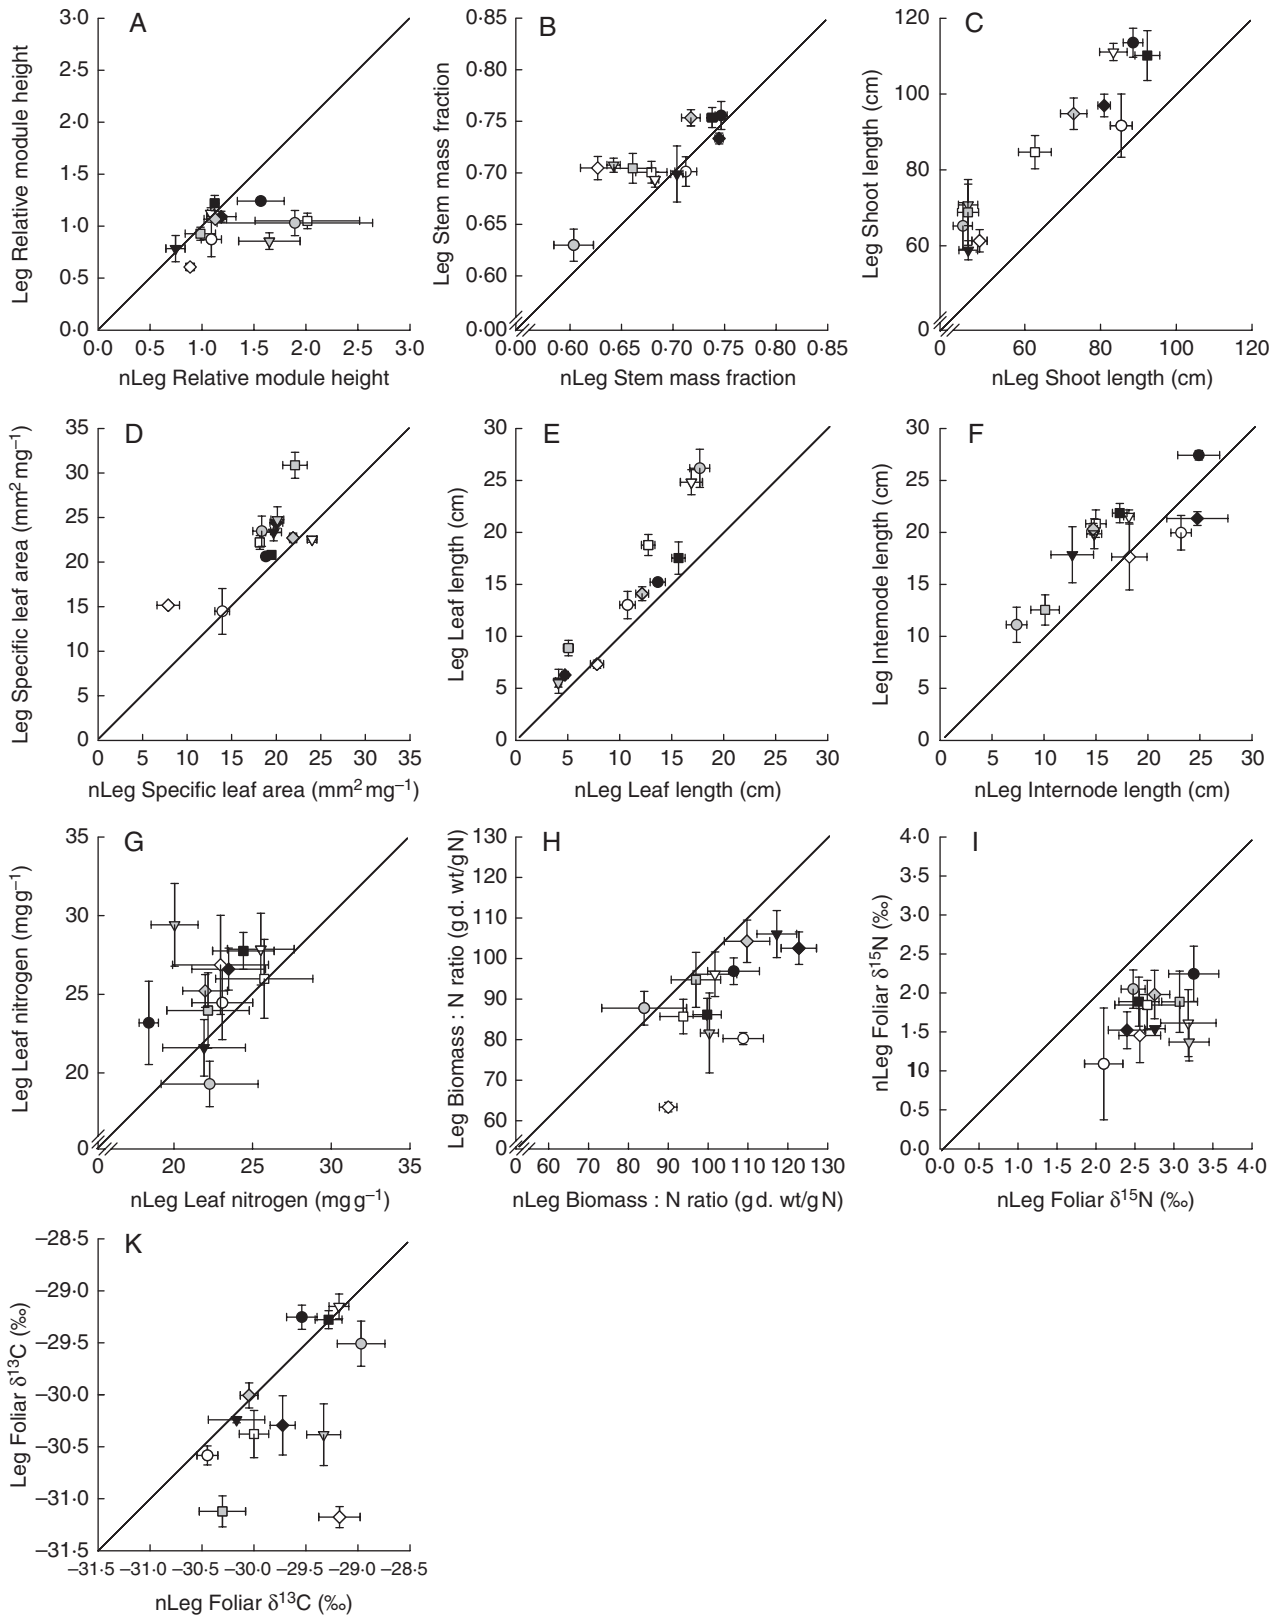 A
Leg Relative module height
3·0
2·5
2·0
1·5
1·0
0·5
0·0
0·0 0·5 1·0 1·5 2·0 2·5 3·0
nLeg Relative module height
B
Leg Stem mass fraction
0·85
0·80
0·75
0·70
0·65
0·60
0·00
0.00 0·60 0·65 0·70 0·75 0·80 0·85
nLeg Stem mass fraction
C
Leg Shoot length (cm)
120
100
80
60
0
0 60 80 100 120
nLeg Shoot length (cm)
D
Leg Specific leaf area (mm² mg⁻¹)
35
30
25
20
15
10
5
0
0 5 10 15 20 25 30 35
nLeg Specific leaf area (mm² mg⁻¹)
E
Leg Leaf length (cm)
30
25
20
15
10
5
0
0 5 10 15 20 25 30
nLeg Leaf length (cm)
F
Leg Internode length (cm)
30
25
20
15
10
5
0
0 5 10 15 20 25 30
nLeg Internode length (cm)
G
Leg Leaf nitrogen (mg g⁻¹)
35
30
25
20
0
0 20 25 30 35
nLeg Leaf nitrogen (mg g⁻¹)
H
Leg Biomass : N ratio (g d. wt/gN)
130
120
110
100
90
80
70
60
0
0 60 70 80 90 100 110 120 130
nLeg Biomass : N ratio (g d. wt/g N)
I
nLeg Foliar δ¹⁵N (‰)
4·0
3·5
3·0
2·5
2·0
1·5
10
0·5
0.0
0.0 0·5 1·0 1·5 2·0 2·5 3·0 3·5 4·0
nLeg Foliar δ¹⁵N (‰)
K
Leg Foliar δ¹³C (‰)
–28·5
–29·0
–29·5
–30·0
–30·5
–31·0
–31·5
–31·5 –31·0 –30·5 –30·0 –29·5 –29·0 –28·5
nLeg Foliar δ¹³C (‰)